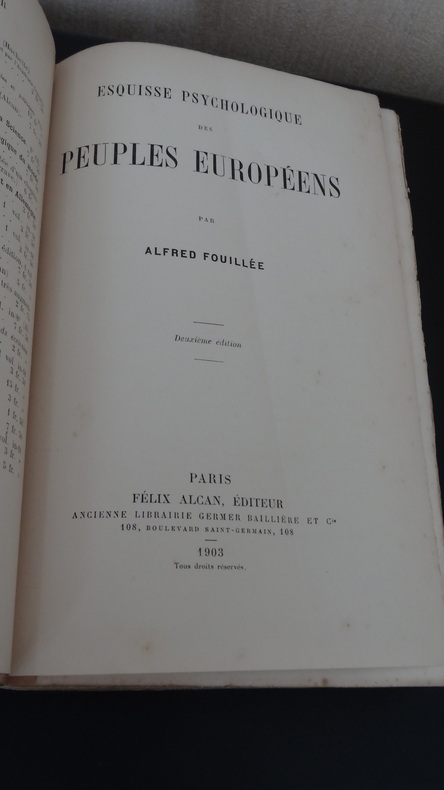 ESQUISSE PSYCHOLOGIQUE
DES
PEUPLES EUROPÉENS
PAR
ALFRED FOUILLÉE
Deuxième édition
PARIS
FÉLIX ALCAN, ÉDITEUR
ANCIENNE LIBRAIRIE GERMER BAILLIÈRE ET Cie
108, BOULEVARD SAINT-GERMAIN, 108
1903
Tous droits réservés.